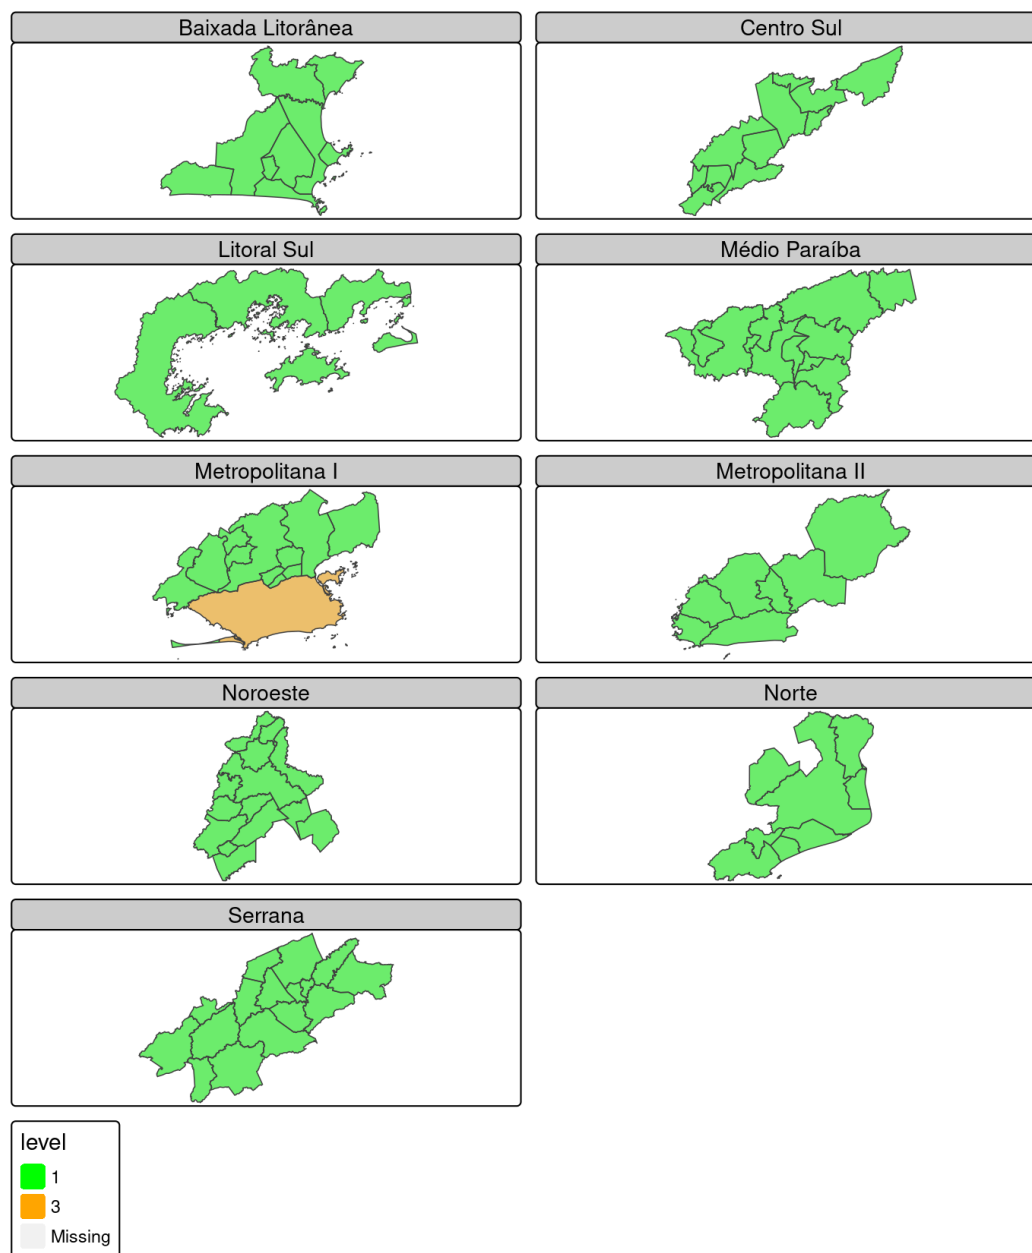 Baixada Litorânea
Centro Sul
Litoral Sul
Médio Paraíba
Metropolitana I
Metropolitana II
Noroeste
Norte
Serrana
level
1
3
Missing